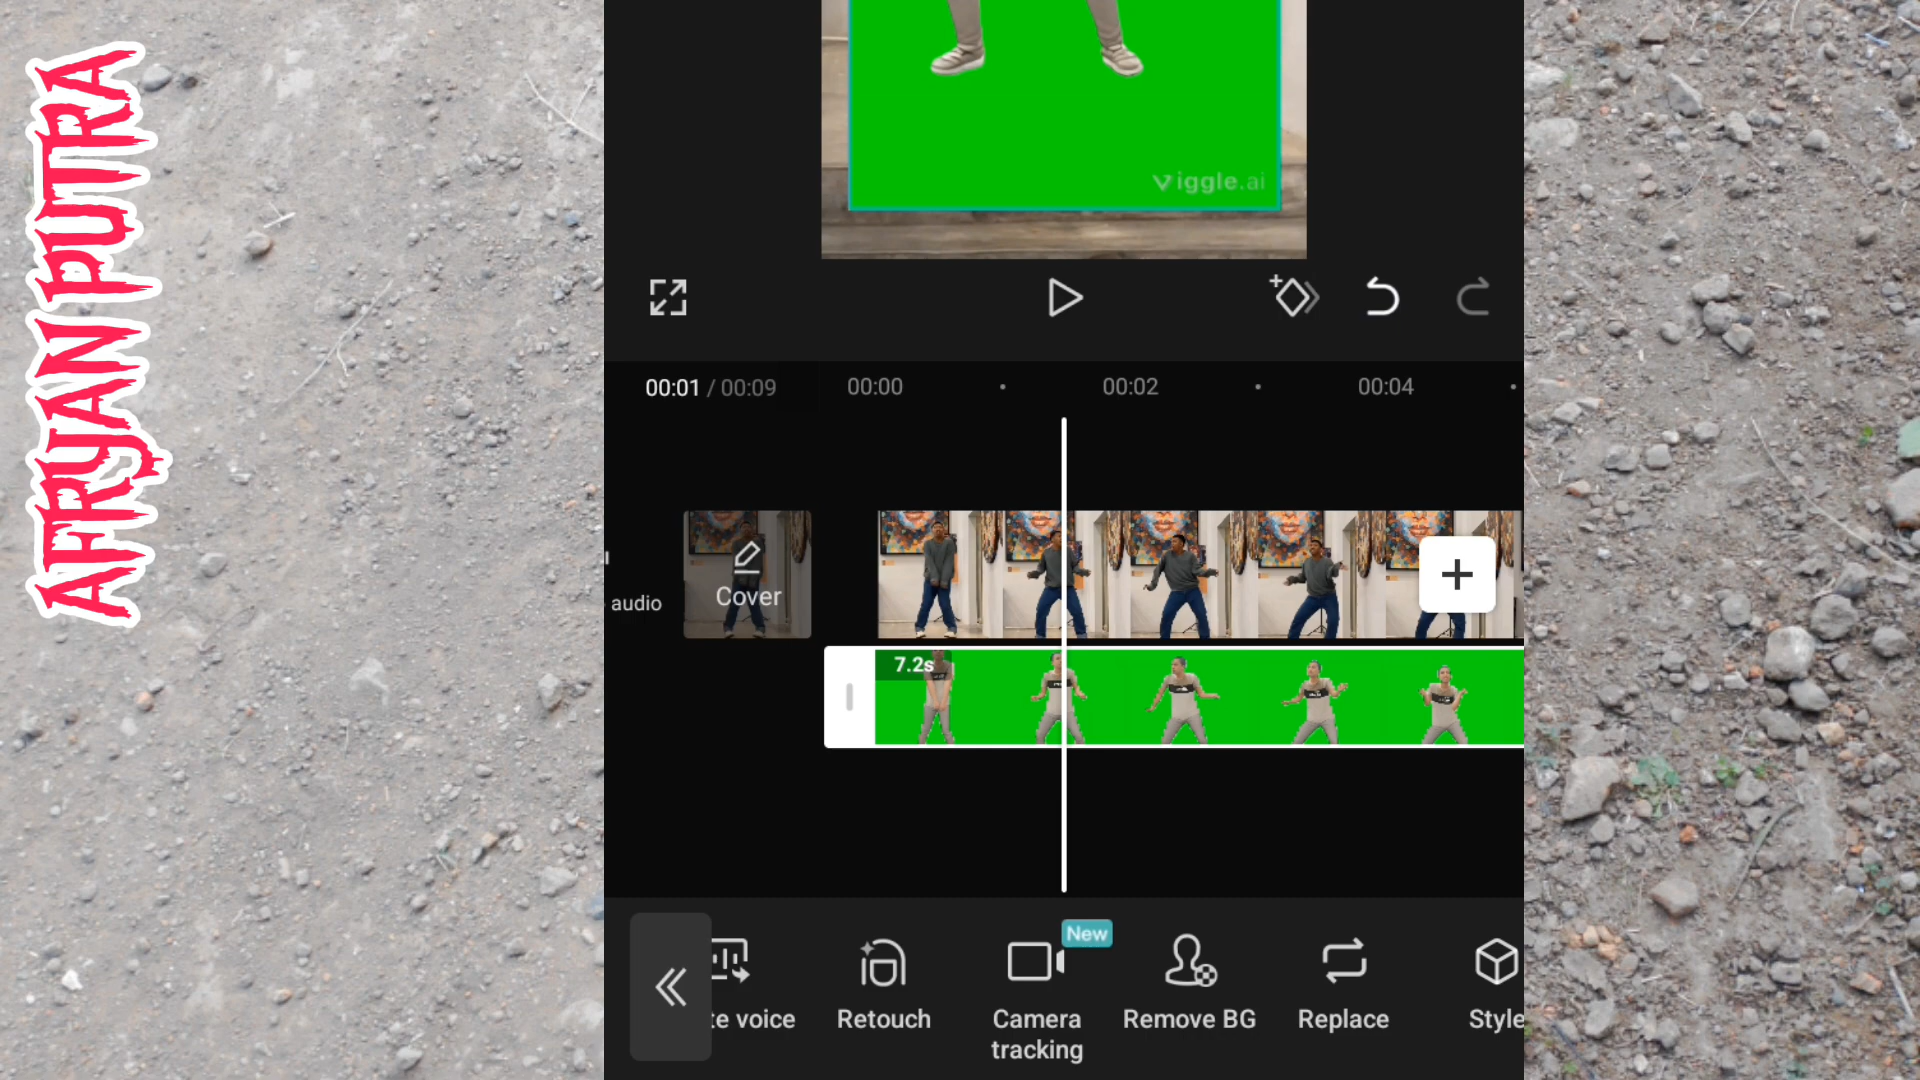 AFRYAN PUTRA
Viggle.ai
00:01 / 00:09
00:00
00:02
00:04
audio
Cover
7.2s
New
te voice
Retouch
Camera
tracking
Remove BG
Replace
Style